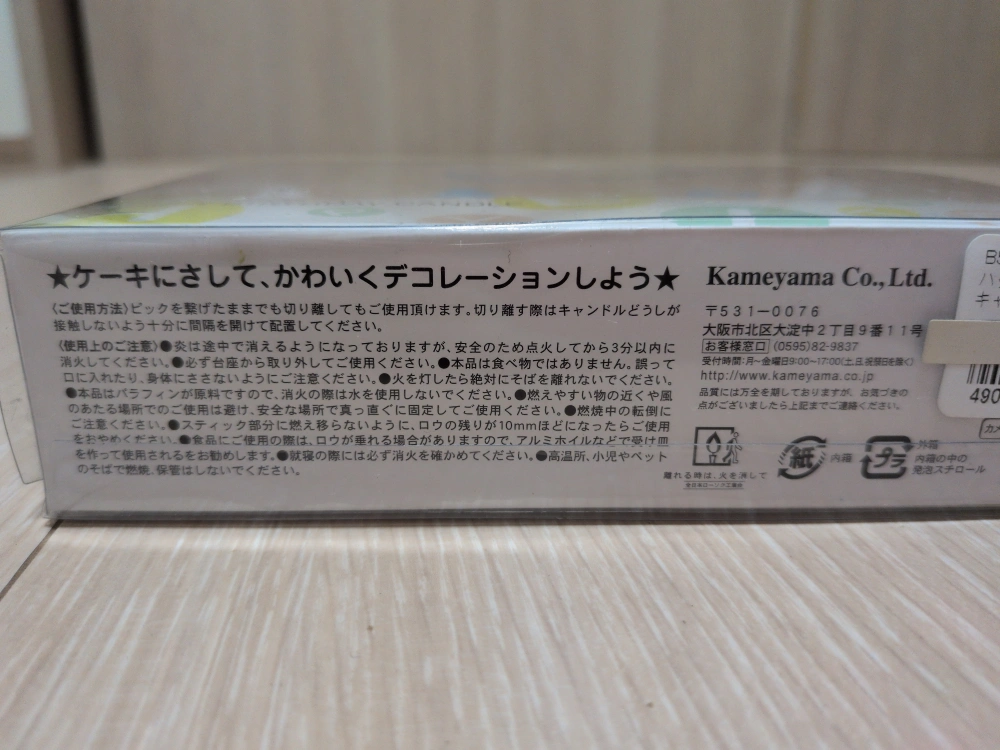 ★ケーキにさして、かわいくデコレーションしよう★
〈ご使用方法〉ピックを繋げたままでも切り離してもご使用頂けます。切り離す際はキャンドルどうしが
接触しないよう十分に間隔を開けて配置してください。
〈使用上のご注意〉●炎は途中で消えるようになっておりますが、安全のため点火してから3分以内に
消火してください。●必ず台座から取り外してご使用ください。●本品は食べ物ではありません。誤って
口に入れたり、身体にささないようにご注意ください。●火を灯したら絶対にそばを離れないでください。
●本品はパラフィンが原料ですので、消火の際は水を使用しないでください。●燃えやすい物の近くや風
のあたる場所でのご使用は避け、安全な場所で真っ直ぐに固定してご使用ください。●燃焼中の転倒に
ご注意ください。●スティック部分に燃え移らないように、ロウの残りが10mmほどになったらご使用
をおやめください。●食品にご使用の際は、ロウが垂れる場合がありますので、アルミホイルなどで受け皿
を作って使用されるをお勧めします。●就寝の際には必ず消火を確かめてください。●高温所、小児やペット
のそばで燃焼、保管はしないでください。
Kameyama Co., Ltd.
〒531-0076
大阪市北区大淀中2丁目9番11号
お客様窓口 (0595)82-9837
受付時間:月〜金曜日9:00〜17:00(土,日,祝祭日を除く)
http://www.kameyama.co.jp
品質には万全を期しておりますが、お気づきの
点がございましたら上記までご連絡ください。
離れる時は、火を消して
紙
内箱
プラ
外箱
内箱の中の
発泡スチロール
ハ
キャ
490
カメ